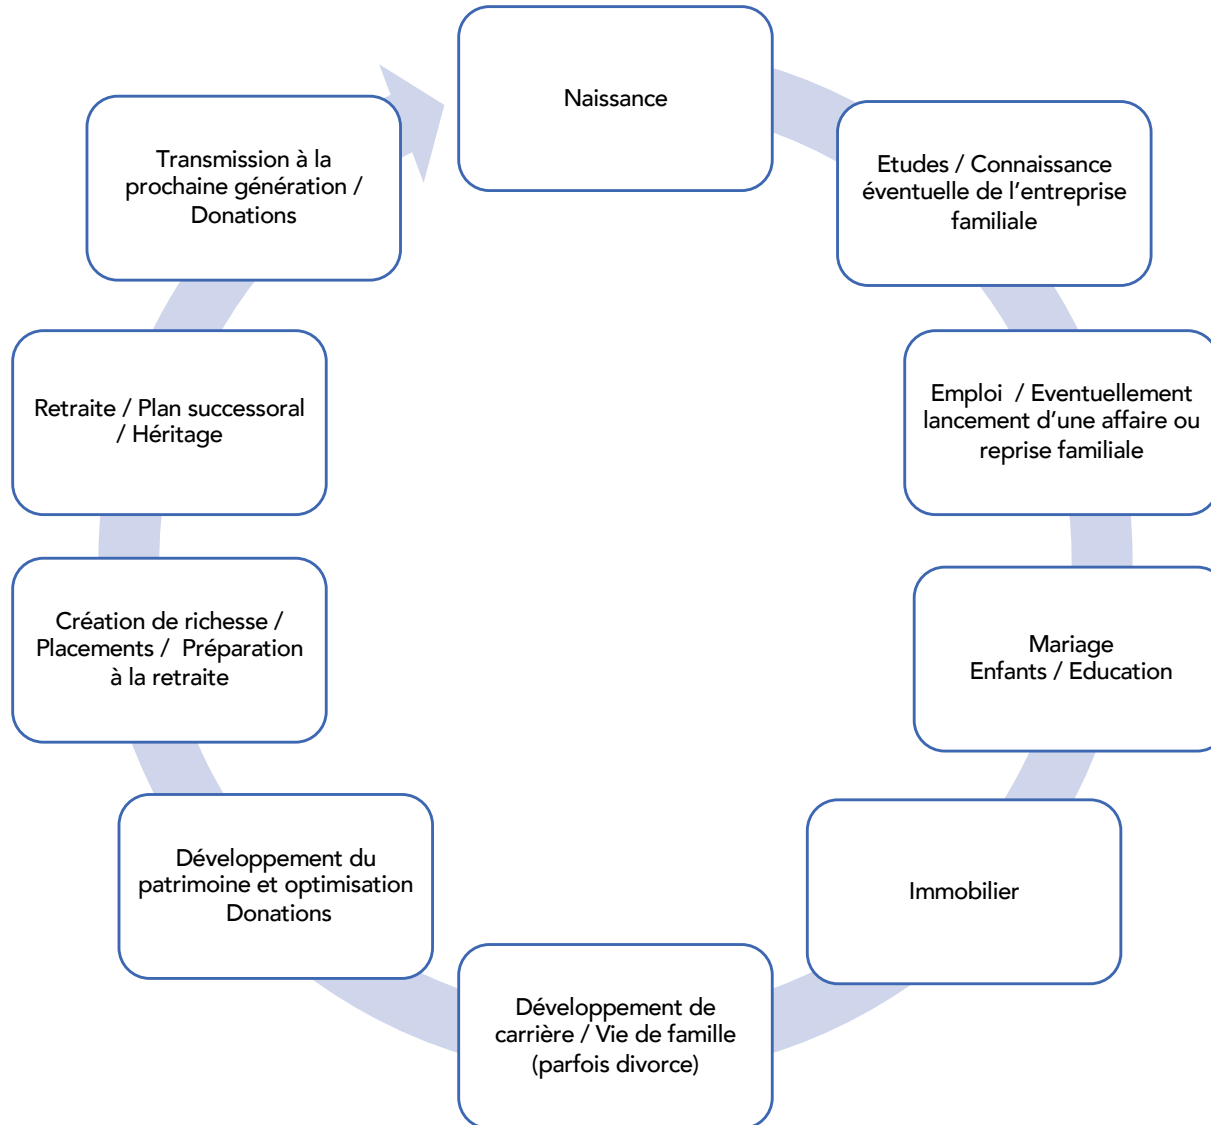 Naissance
Etudes / Connaissance
éventuelle de l’entreprise
familiale
Emploi / Eventuellement
lancement d’une affaire ou
reprise familiale
Mariage
Enfants / Education
Immobilier
Développement de
carrière / Vie de famille
(parfois divorce)
Développement du
patrimoine et optimisation
Donations
Création de richesse /
Placements / Préparation
à la retraite
Retraite / Plan successoral
/ Héritage
Transmission à la
prochaine génération /
Donations